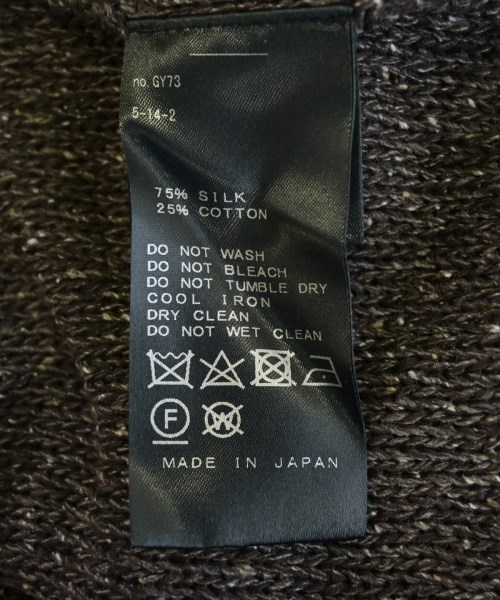 no. GY73
5-14-2
75% SILK
25% COTTON
DO NOT WASH
DO NOT BLEACH
DO NOT TUMBLE DRY
COOL IRON
DRY CLEAN
DO NOT WET CLEAN
F W
MADE IN JAPAN